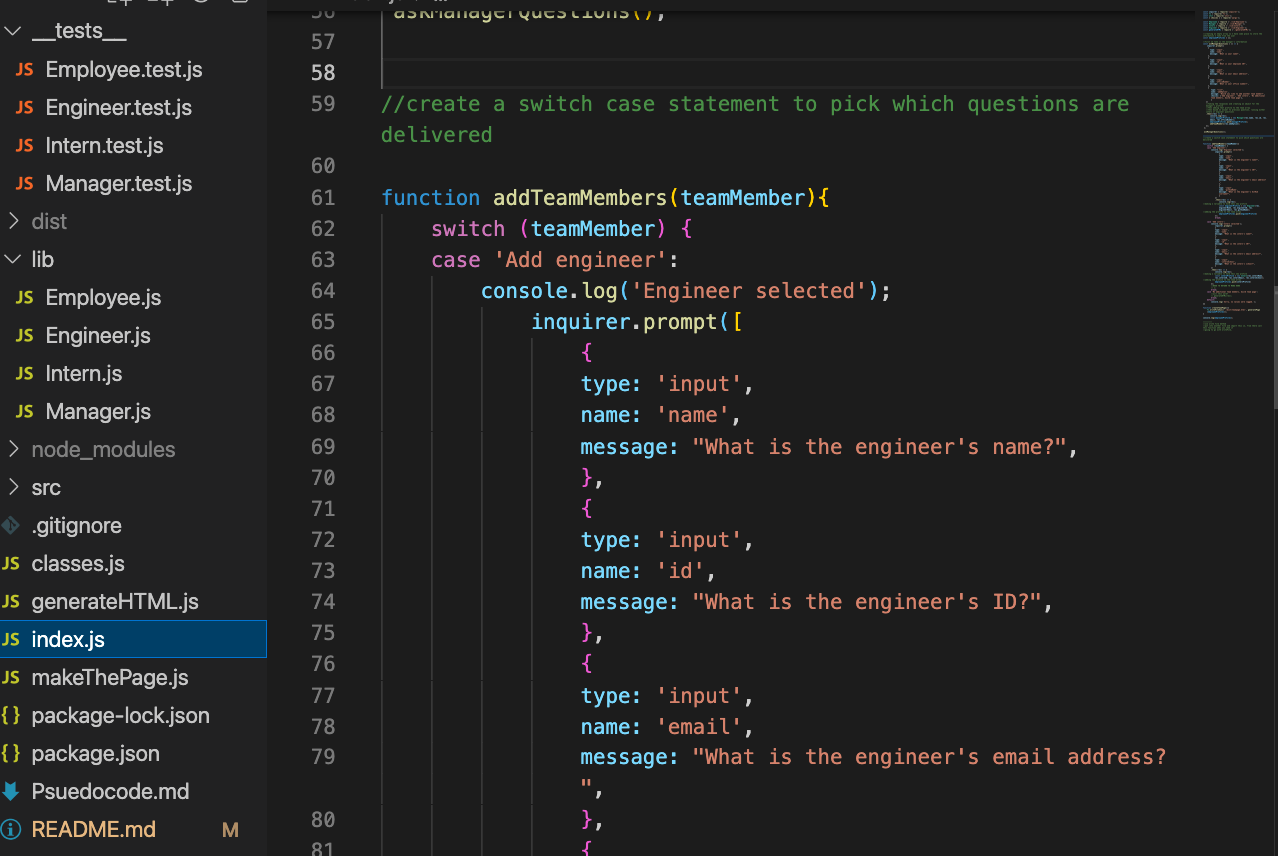 __tests__
JS Employee.test.js
JS Engineer.test.js
JS Intern.test.js
JS Manager.test.js
dist
lib
JS Employee.js
JS Engineer.js
JS Intern.js
JS Manager.js
node_modules
src
.gitignore
JS classes.js
JS generateHTML.js
JS index.js
JS makeThePage.js
{} package-lock.json
{} package.json
Psuedocode.md
README.md M
56 askManagerQuestions();
57
58
59 //create a switch case statement to pick which questions are
delivered
60
61 function addTeamMembers(teamMember){
62 switch (teamMember) {
63 case 'Add engineer':
64 console.log('Engineer selected');
65 inquirer.prompt([
66 {
67 type: 'input',
68 name: 'name',
69 message: "What is the engineer's name?",
70 },
71 {
72 type: 'input',
73 name: 'id',
74 message: "What is the engineer's ID?",
75 },
76 {
77 type: 'input',
78 name: 'email',
79 message: "What is the engineer's email address?
",
80 },
81 {